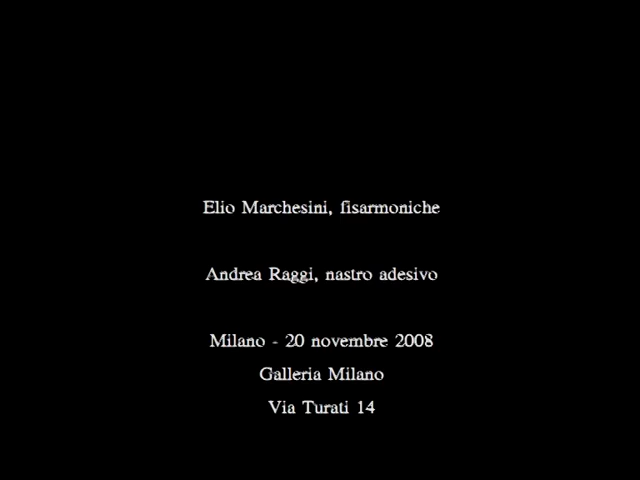 Elio Marchesini, fisarmoniche
Andrea Raggi, nastro adesivo
Milano - 20 novembre 2008
Galleria Milano
Via Turati 14